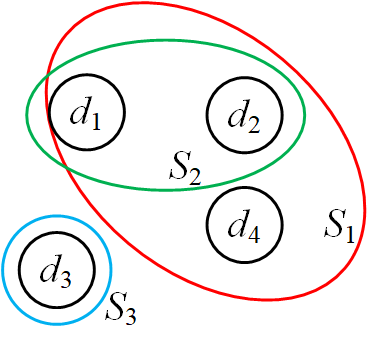 d₁
d₂
S₂
d₄
S₁
d₃
S₃